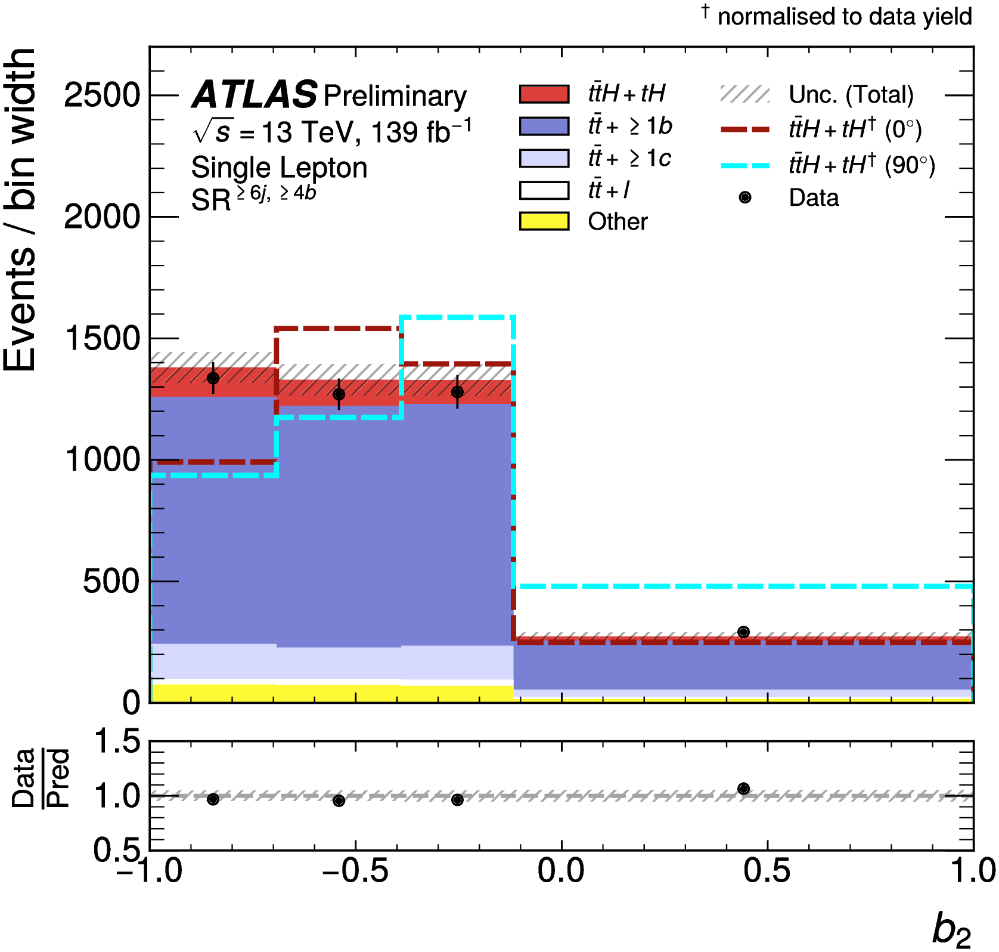 † normalised to data yield
Events / bin width
2500
2000
1500
1000
500
0
ATLAS Preliminary
√s = 13 TeV, 139 fb⁻¹
Single Lepton
SR ≥ 6j, ≥ 4b
tt̄H + tH
tt̄ + ≥ 1b
tt̄ + ≥ 1c
tt̄ + l
Other
Unc. (Total)
tt̄H + tH† (0°)
tt̄H + tH† (90°)
Data
Data
Pred
1.5
1.0
0.5
−1.0 −0.5 0.0 0.5 1.0
b₂